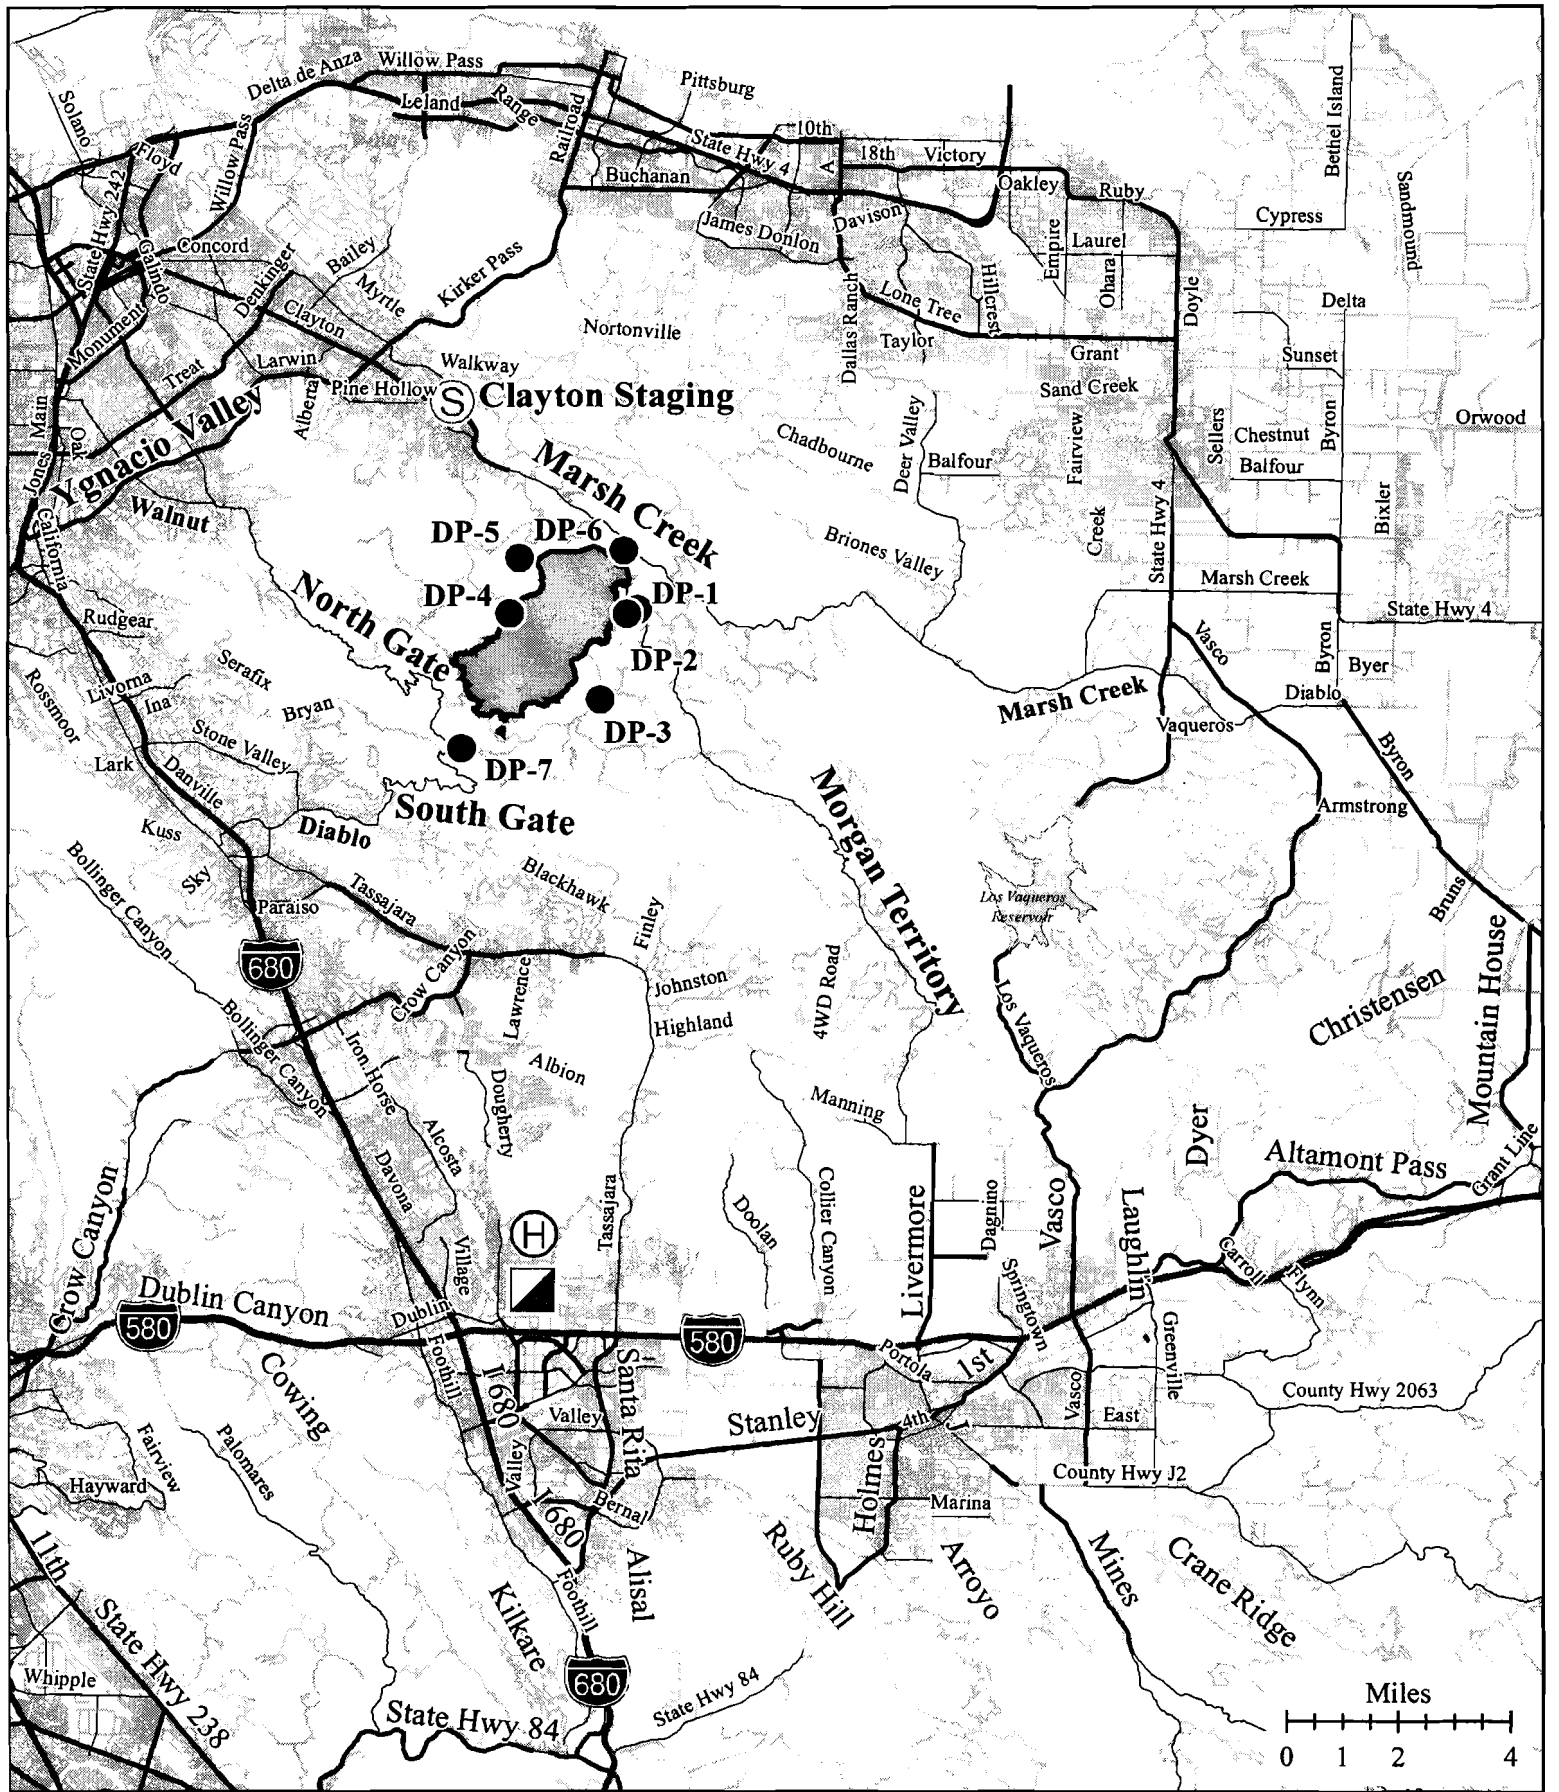 Delta de Anza
Willow Pass
Pittsburg
Leland
Range
Solano
Railroad
State Hwy 4
10th
A
18th
Victory
Floyd
Willow Pass
Buchanan
Oakley
Ruby
Bethel Island
Sandmound
State Hwy 242
James Donlon
Davison
Cypress
Concord
Galindo
Bailey
Kirker Pass
Empire
Laurel
Ohara
Denkinger
Myrtle
Hillcrest
Doyle
Delta
Monument
Clayton
Nortonville
Dallas Ranch
Lone Tree
Taylor
Grant
Sunset
Treat
Larwin
Walkway
Alberta
Pine Hollow
S
Clayton Staging
Sand Creek
Main
Oak
Ygnacio Valley
Jones
Chadbourne
Deer Valley
Balfour
Fairview
Sellers
Chestnut
Balfour
Byron
Orwood
Marsh Creek
Walnut
California
DP-5
DP-6
Briones Valley
Creek
State Hwy 4
Bixler
DP-4
DP-1
Marsh Creek
State Hwy 4
North Gate
Rudgear
DP-2
Vasco
Byron
Byer
Rossmoor
Livorna
Ina
Serafix
Bryan
Marsh Creek
Diablo
Vaqueros
DP-3
Stone Valley
Lark
Danville
DP-7
Byron
South Gate
Kuss
Diablo
Morgan Territory
Armstrong
Bollinger Canyon
Sky
Blackhawk
Tassajara
Paraiso
Finley
Los Vaqueros
Reservoir
Bruns
680
Crow Canyon
Lawrence
Johnston
Highland
4WD Road
Los Vaqueros
Christensen
Mountain House
Bollinger Canyon
Iron Horse
Albion
Dougherty
Manning
Alcosta
Davona
Dyer
Altamont Pass
Grant Line
Crow Canyon
H
Tassajara
Doolan
Collier Canyon
Livermore
Dagnino
Vasco
Laughlin
Village
Springtown
Carroll
Flynn
Dublin Canyon
580
Dublin
580
Portola
1st
Greenville
Foothill
I 680
Santa Rita
Cowing
Vasco
County Hwy 2063
Valley
Stanley
4th
J
East
Fairview
Palomares
Hayward
Valley
Holmes
County Hwy J2
Marina
I 680
Bernal
11th
Ruby Hill
Arroyo
Mines
Crane Ridge
Kilkare
Foothill
Alisal
State Hwy 238
Whipple
680
State Hwy 84
State Hwy 84
Miles
0 1 2 4